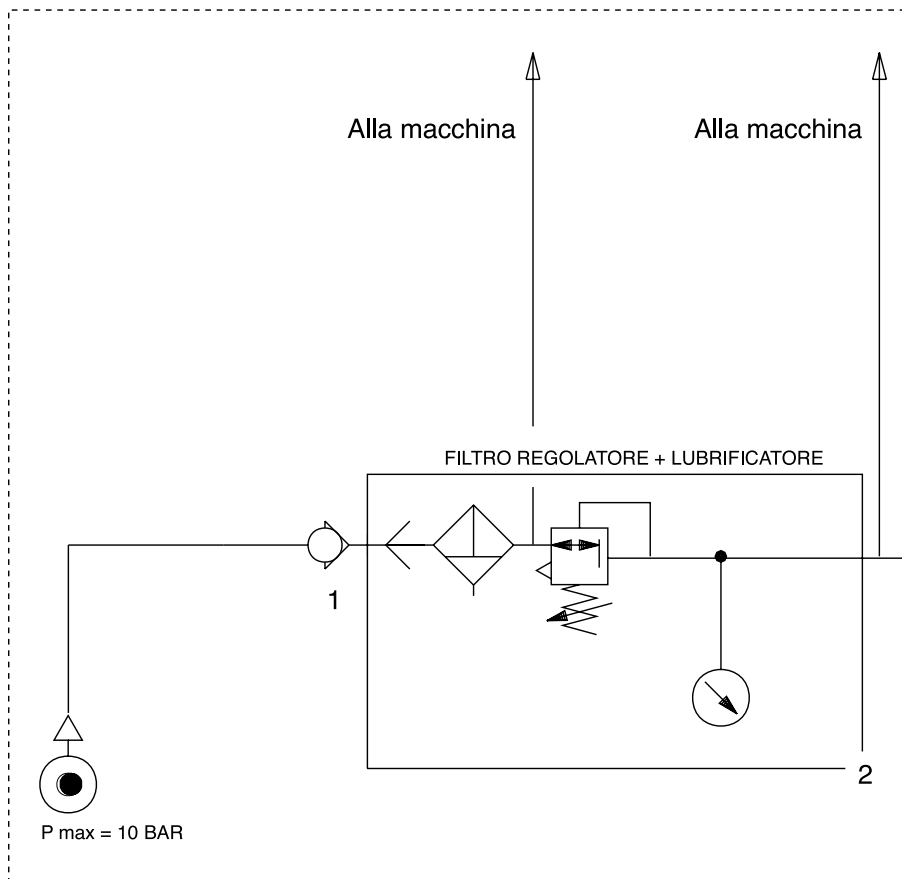 Alla macchina
Alla macchina
FILTRO REGOLATORE + LUBRIFICATORE
1
2
P max = 10 BAR